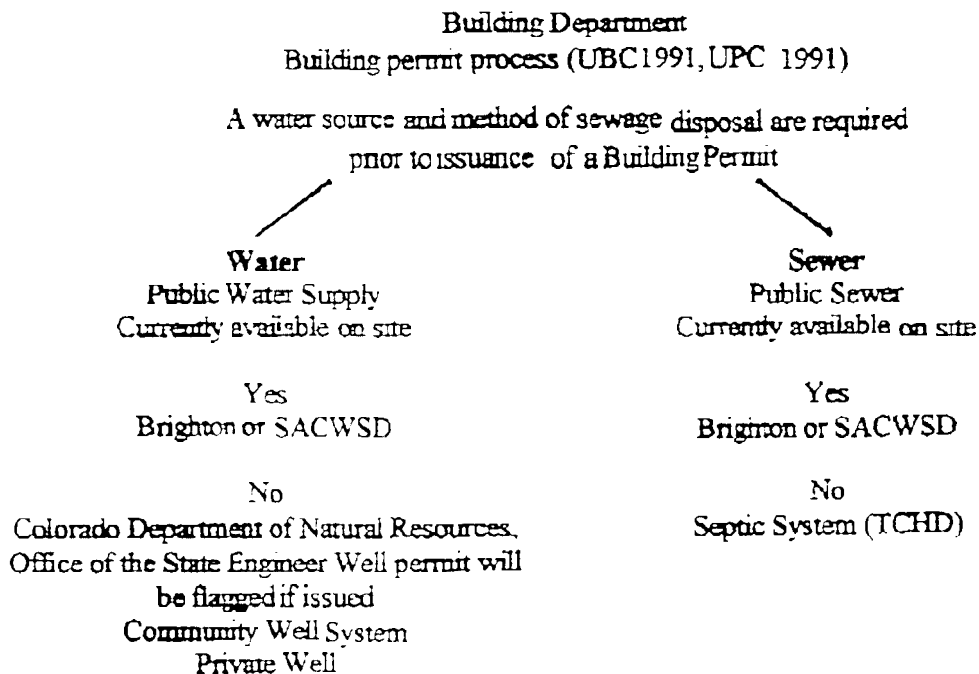 Building Department
Building permit process (UBC1991, UPC 1991)
A water source and method of sewage disposal are required
prior to issuance of a Building Permit
Water
Public Water Supply
Currently available on site
Yes
Brighton or SACWSD
No
Colorado Department of Natural Resources,
Office of the State Engineer Well permit will
be flagged if issued
Community Well System
Private Well
Sewer
Public Sewer
Currently available on site
Yes
Brighton or SACWSD
No
Septic System (TCHD)